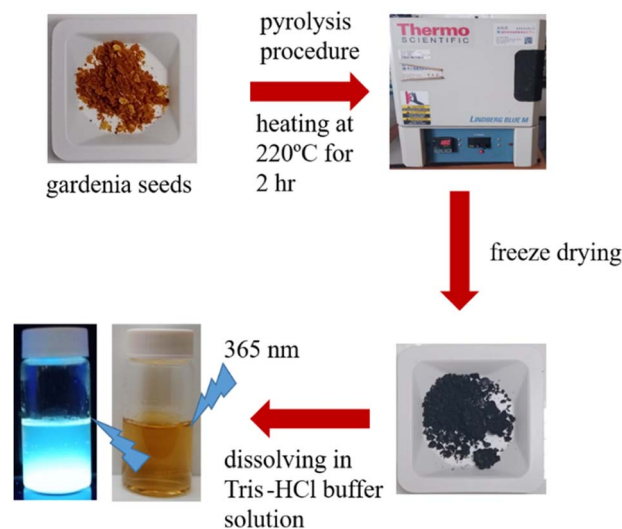 pyrolysis
procedure
heating at
220ºC for
2 hr
gardenia seeds
Thermo
SCIENTIFIC
LINDBERG BLUE M
freeze drying
365 nm
dissolving in
Tris-HCl buffer
solution